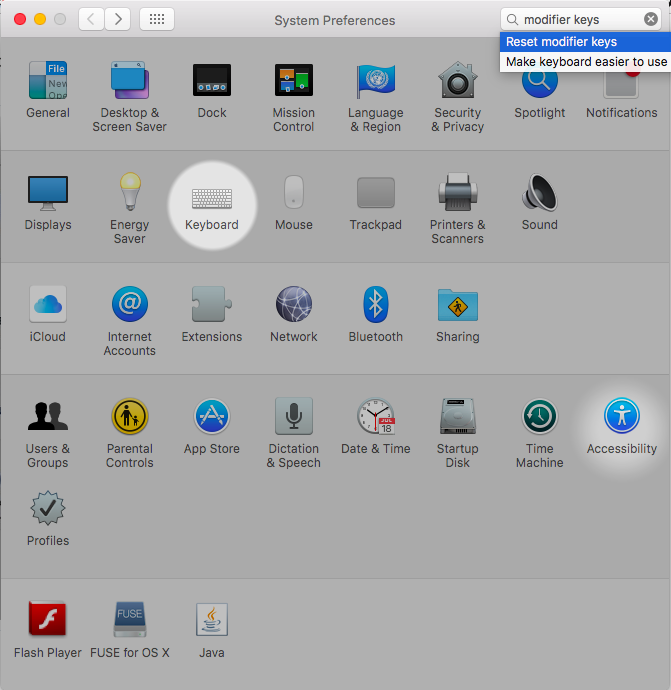 System Preferences
modifier keys
Reset modifier keys
Make keyboard easier to use
File
New
Ope
General
Desktop &
Screen Saver
Dock
Mission
Control
Language
& Region
Security
& Privacy
Spotlight
Notifications
Displays
Energy
Saver
Keyboard
Mouse
Trackpad
Printers &
Scanners
Sound
iCloud
@
Internet
Accounts
Extensions
Network
Bluetooth
Sharing
Users &
Groups
Parental
Controls
App Store
Dictation
& Speech
JUL
18
Date & Time
Startup
Disk
Time
Machine
Accessibility
Profiles
Flash Player
FUSE
FUSE for OS X
Java
Java